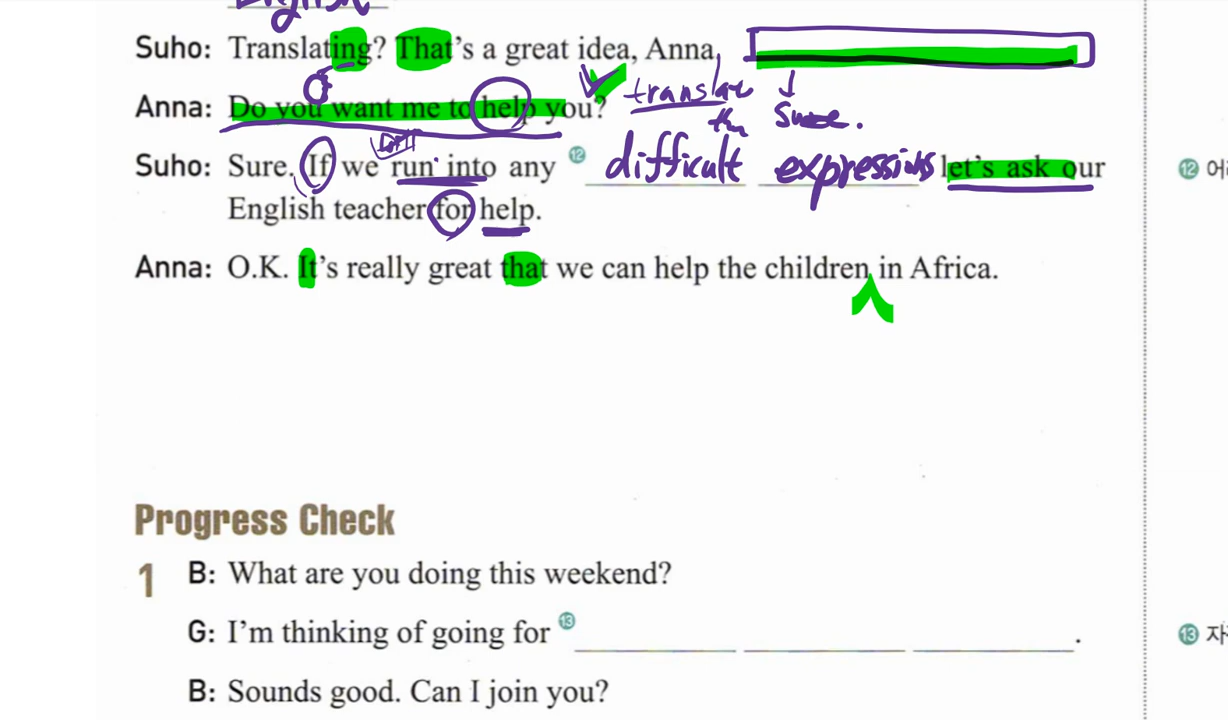 English
Suho: Translating? That's a great idea, Anna.
Anna: Do you want me to help you? translate the Sure.
Suho: Sure. If we run into any ⑫ difficult expressions let's ask our ⑫ 어
English teacher for help.
Anna: O.K. It's really great that we can help the children in Africa.
Progress Check
1 B: What are you doing this weekend?
G: I'm thinking of going for ⑬ . ⑬ 자
B: Sounds good. Can I join you?